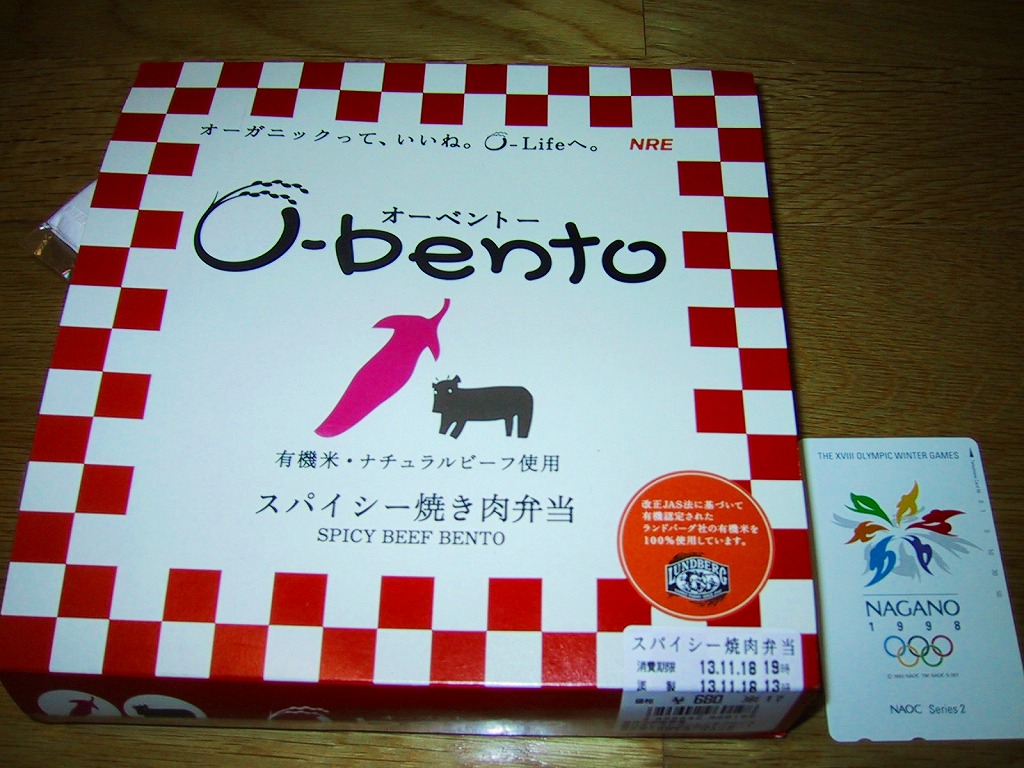 オーガニックって、いいね。O-Lifeへ。 NRE
オーベントー
O-bento
有機米・ナチュラルビーフ使用
スパイシー焼き肉弁当
SPICY BEEF BENTO
改正JAS法に基づいて
有機認定された
ランドバーグ社の有機米を
100%使用しています。
LUNDBERG
スパイシー焼肉弁当
消費期限 13.11.18 19時
調製 13.11.18 13時
価格 ¥ 680
THE XVIII OLYMPIC WINTER GAMES
NAGANO
1998
NAOC Series 2